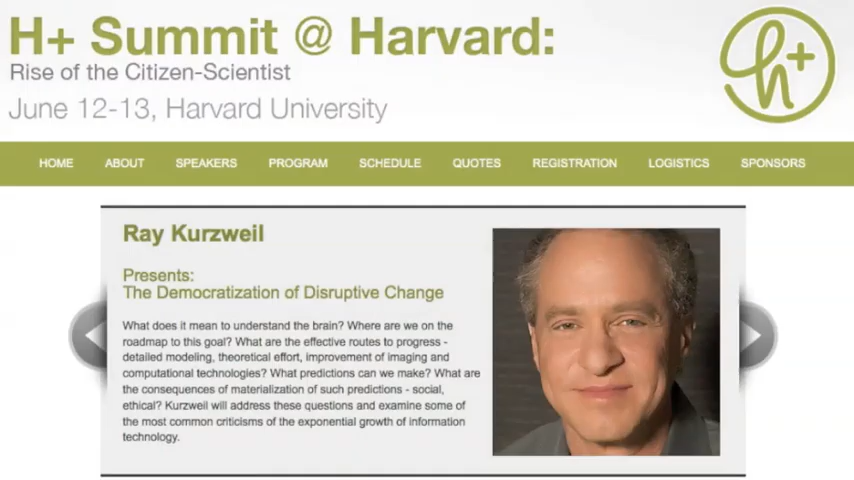 H+ Summit @ Harvard:
Rise of the Citizen-Scientist
June 12-13, Harvard University
h+
HOME ABOUT SPEAKERS PROGRAM SCHEDULE QUOTES REGISTRATION LOGISTICS SPONSORS
Ray Kurzweil
Presents:
The Democratization of Disruptive Change
What does it mean to understand the brain? Where are we on the
roadmap to this goal? What are the effective routes to progress -
detailed modeling, theoretical effort, improvement of imaging and
computational technologies? What predictions can we make? What are
the consequences of materialization of such predictions - social,
ethical? Kurzweil will address these questions and examine some of
the most common criticisms of the exponential growth of information
technology.